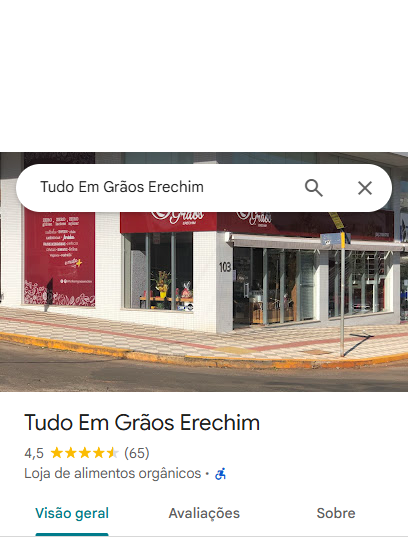 Tudo Em Grãos Erechim
Grãos
Grãos
103
Tudo Em Grãos Erechim
4,5 (65)
Loja de alimentos orgânicos ·
Visão geral
Avaliações
Sobre